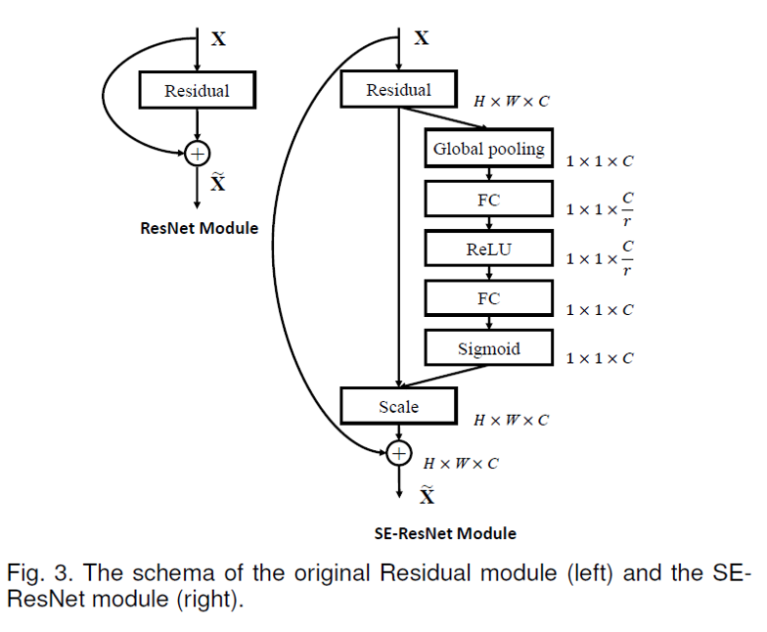 X
Residual
+
X̃
ResNet Module
X
Residual
H × W × C
Global pooling
1 × 1 × C
FC
1 × 1 × C/r
ReLU
1 × 1 × C/r
FC
1 × 1 × C
Sigmoid
1 × 1 × C
Scale
H × W × C
+
H × W × C
X̃
SE-ResNet Module
Fig. 3. The schema of the original Residual module (left) and the SE-
ResNet module (right).